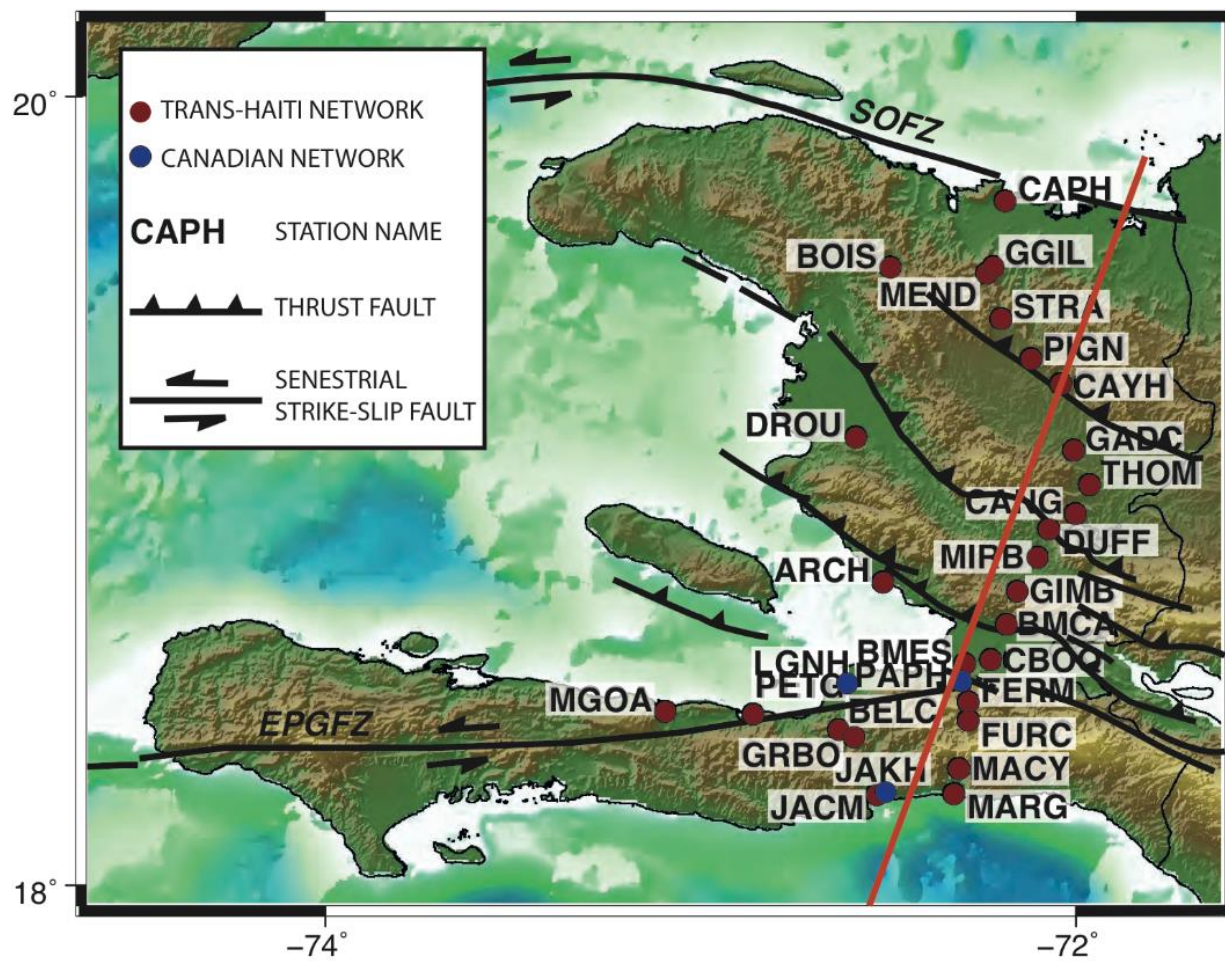 20°
TRANS-HAITI NETWORK
CANADIAN NETWORK
CAPH STATION NAME
THRUST FAULT
SENESTRIAL
STRIKE-SLIP FAULT
SOFZ
CAPH
BOIS
GGIL
MEND
STRA
PIGN
CAYH
DROU
GADC
THOM
CANG
DUFF
MIRB
ARCH
GIMB
BMCA
BMES
LGNH
CBOQ
PAPH
PETG
FERM
MGOA
BELC
EPGFZ
FURC
GRBO
JAKH
MACY
JACM
MARG
18°
−74°
−72°